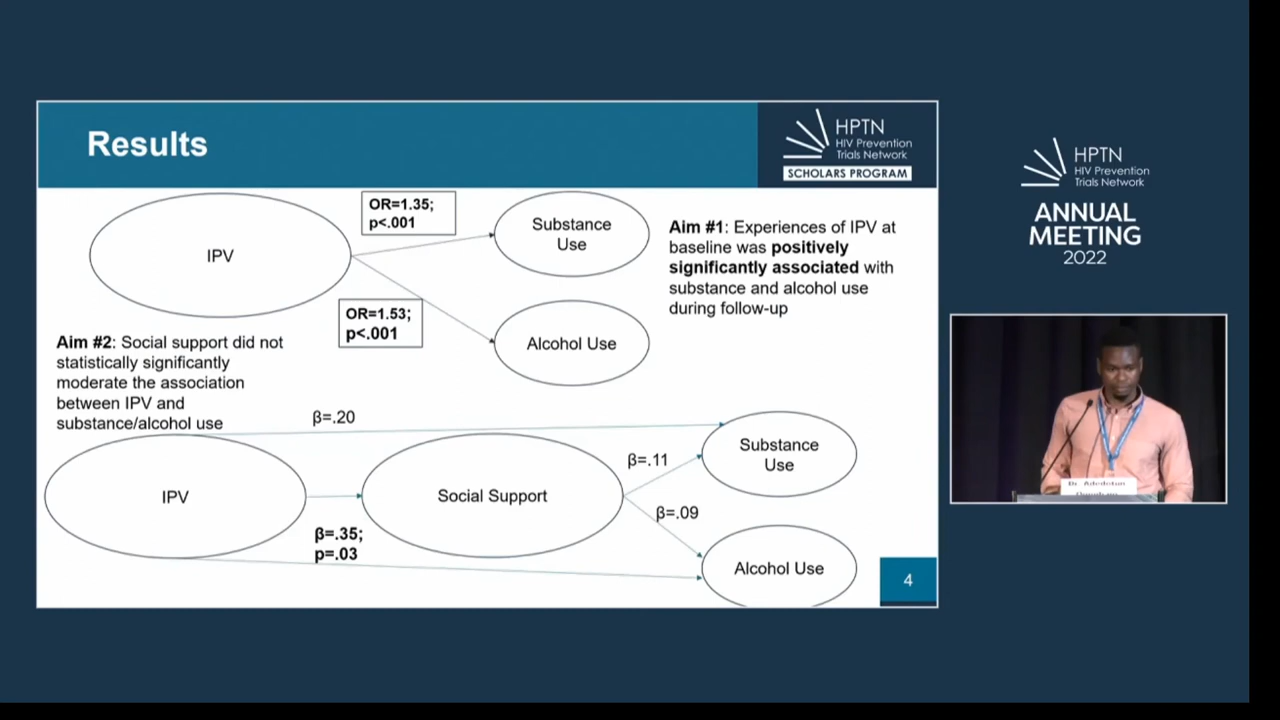 Results
HPTN
HIV Prevention
Trials Network
SCHOLARS PROGRAM
OR=1.35;
p<.001
Substance
Use
IPV
OR=1.53;
p<.001
Alcohol Use
Aim #1: Experiences of IPV at
baseline was positively
significantly associated with
substance and alcohol use
during follow-up
Aim #2: Social support did not
statistically significantly
moderate the association
between IPV and
substance/alcohol use
β=.20
IPV
Social Support
β=.11
β=.09
Substance
Use
β=.35;
p=.03
Alcohol Use
4
HPTN
HIV Prevention
Trials Network
ANNUAL
MEETING
2022
Dr. Adedotun